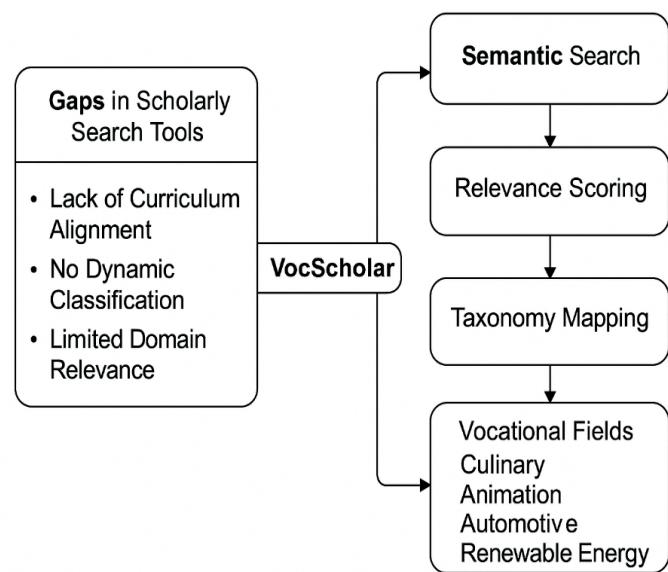 Gaps in Scholarly
Search Tools
• Lack of Curriculum
Alignment
• No Dynamic
Classification
• Limited Domain
Relevance
VocScholar
Semantic Search
Relevance Scoring
Taxonomy Mapping
Vocational Fields
Culinary
Animation
Automotive
Renewable Energy